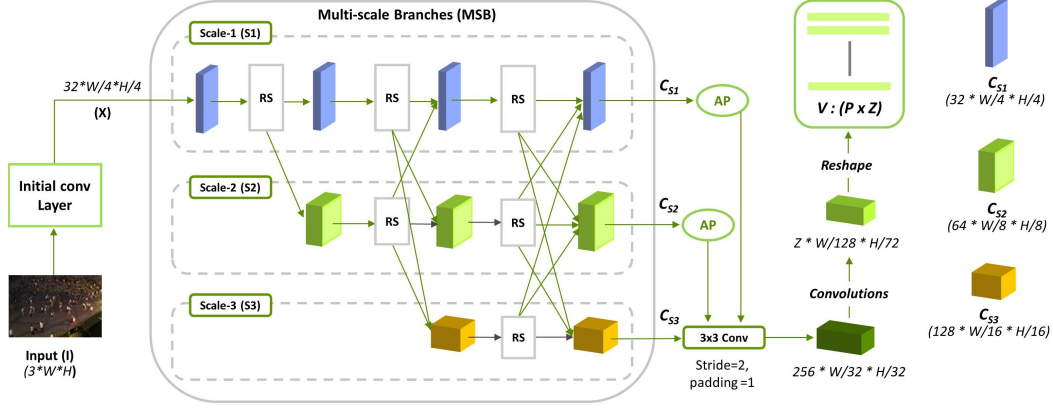 Multi-scale Branches (MSB)
Scale-1 (S1)
32*W/4*H/4
(X)
RS
RS
RS
C_S1
AP
V : (P x Z)
C_S1
(32 * W/4 * H/4)
Initial conv
Layer
Scale-2 (S2)
RS
RS
C_S2
AP
Reshape
Z * W/128 * H/72
C_S2
(64 * W/8 * H/8)
Input (I)
(3*W*H)
Scale-3 (S3)
RS
C_S3
3x3 Conv
Stride=2,
padding =1
Convolutions
256 * W/32 * H/32
C_S3
(128 * W/16 * H/16)